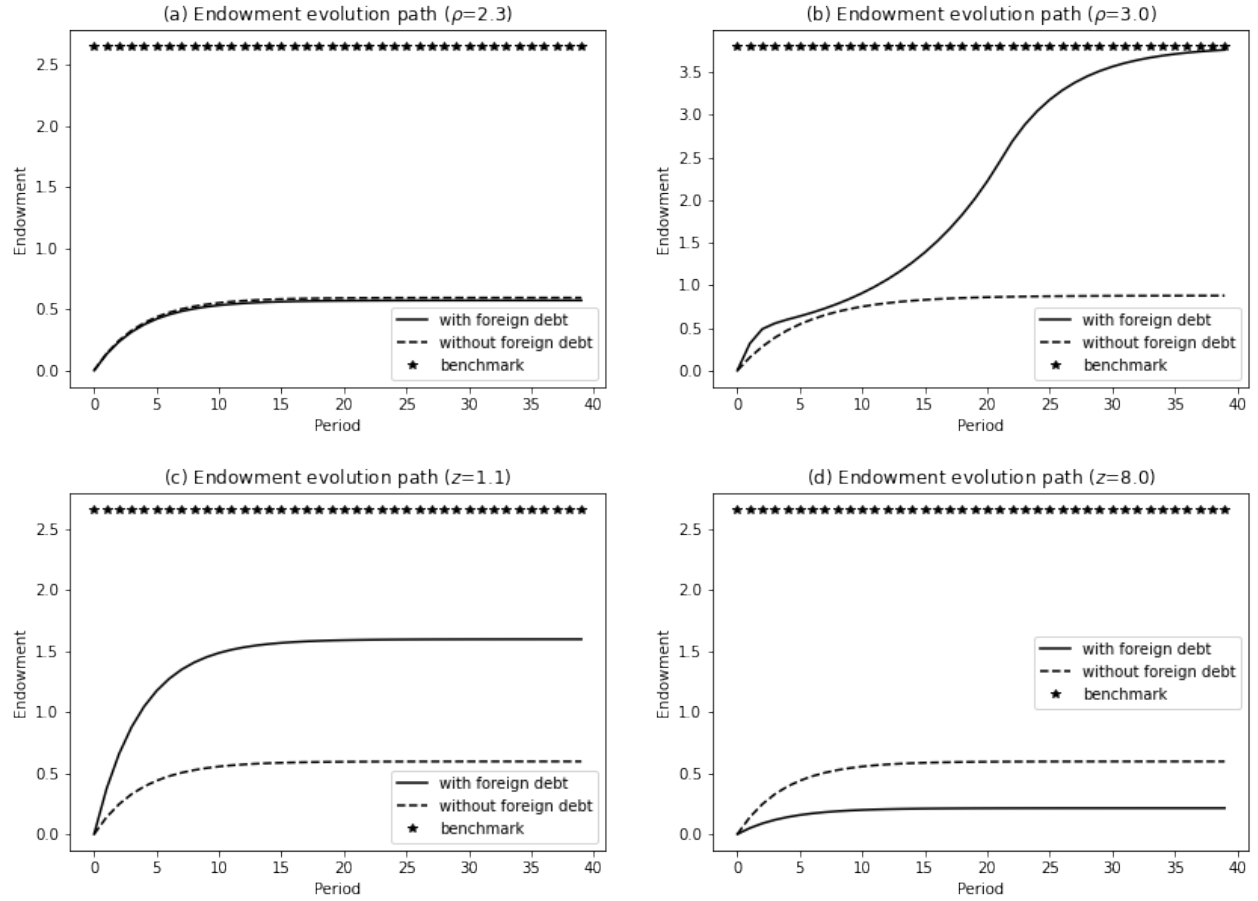 (a) Endowment evolution path (ρ=2.3)
2.5
2.0
1.5
1.0
0.5
0.0
Endowment
with foreign debt
without foreign debt
benchmark
0 5 10 15 20 25 30 35 40
Period
(b) Endowment evolution path (ρ=3.0)
3.5
3.0
2.5
2.0
1.5
1.0
0.5
0.0
Endowment
with foreign debt
without foreign debt
benchmark
0 5 10 15 20 25 30 35 40
Period
(c) Endowment evolution path (z=1.1)
2.5
2.0
1.5
1.0
0.5
0.0
Endowment
with foreign debt
without foreign debt
benchmark
0 5 10 15 20 25 30 35 40
Period
(d) Endowment evolution path (z=8.0)
2.5
2.0
1.5
1.0
0.5
0.0
Endowment
with foreign debt
without foreign debt
benchmark
0 5 10 15 20 25 30 35 40
Period